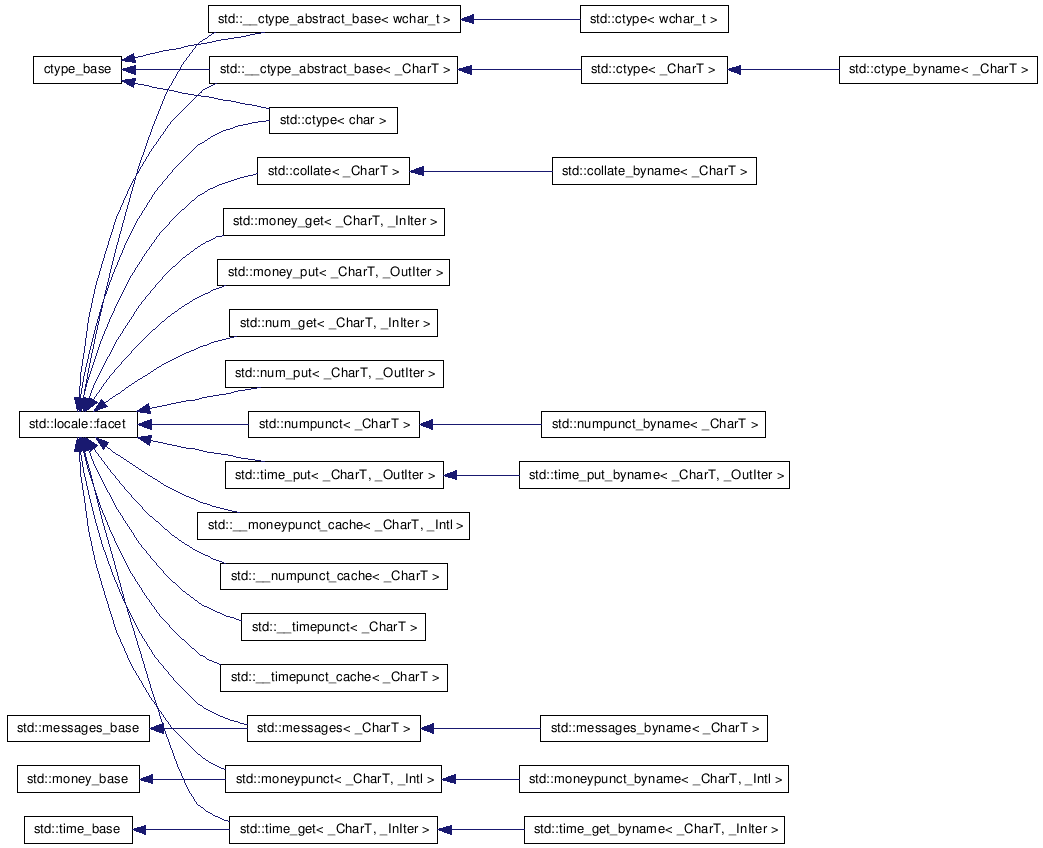 std::__ctype_abstract_base< wchar_t >
std::ctype< wchar_t >
ctype_base
std::__ctype_abstract_base< _CharT >
std::ctype< _CharT >
std::ctype_byname< _CharT >
std::ctype< char >
std::collate< _CharT >
std::collate_byname< _CharT >
std::money_get< _CharT, _InIter >
std::money_put< _CharT, _OutIter >
std::num_get< _CharT, _InIter >
std::num_put< _CharT, _OutIter >
std::locale::facet
std::numpunct< _CharT >
std::numpunct_byname< _CharT >
std::time_put< _CharT, _OutIter >
std::time_put_byname< _CharT, _OutIter >
std::__moneypunct_cache< _CharT, _Intl >
std::__numpunct_cache< _CharT >
std::__timepunct< _CharT >
std::__timepunct_cache< _CharT >
std::messages_base
std::messages< _CharT >
std::messages_byname< _CharT >
std::money_base
std::moneypunct< _CharT, _Intl >
std::moneypunct_byname< _CharT, _Intl >
std::time_base
std::time_get< _CharT, _InIter >
std::time_get_byname< _CharT, _InIter >